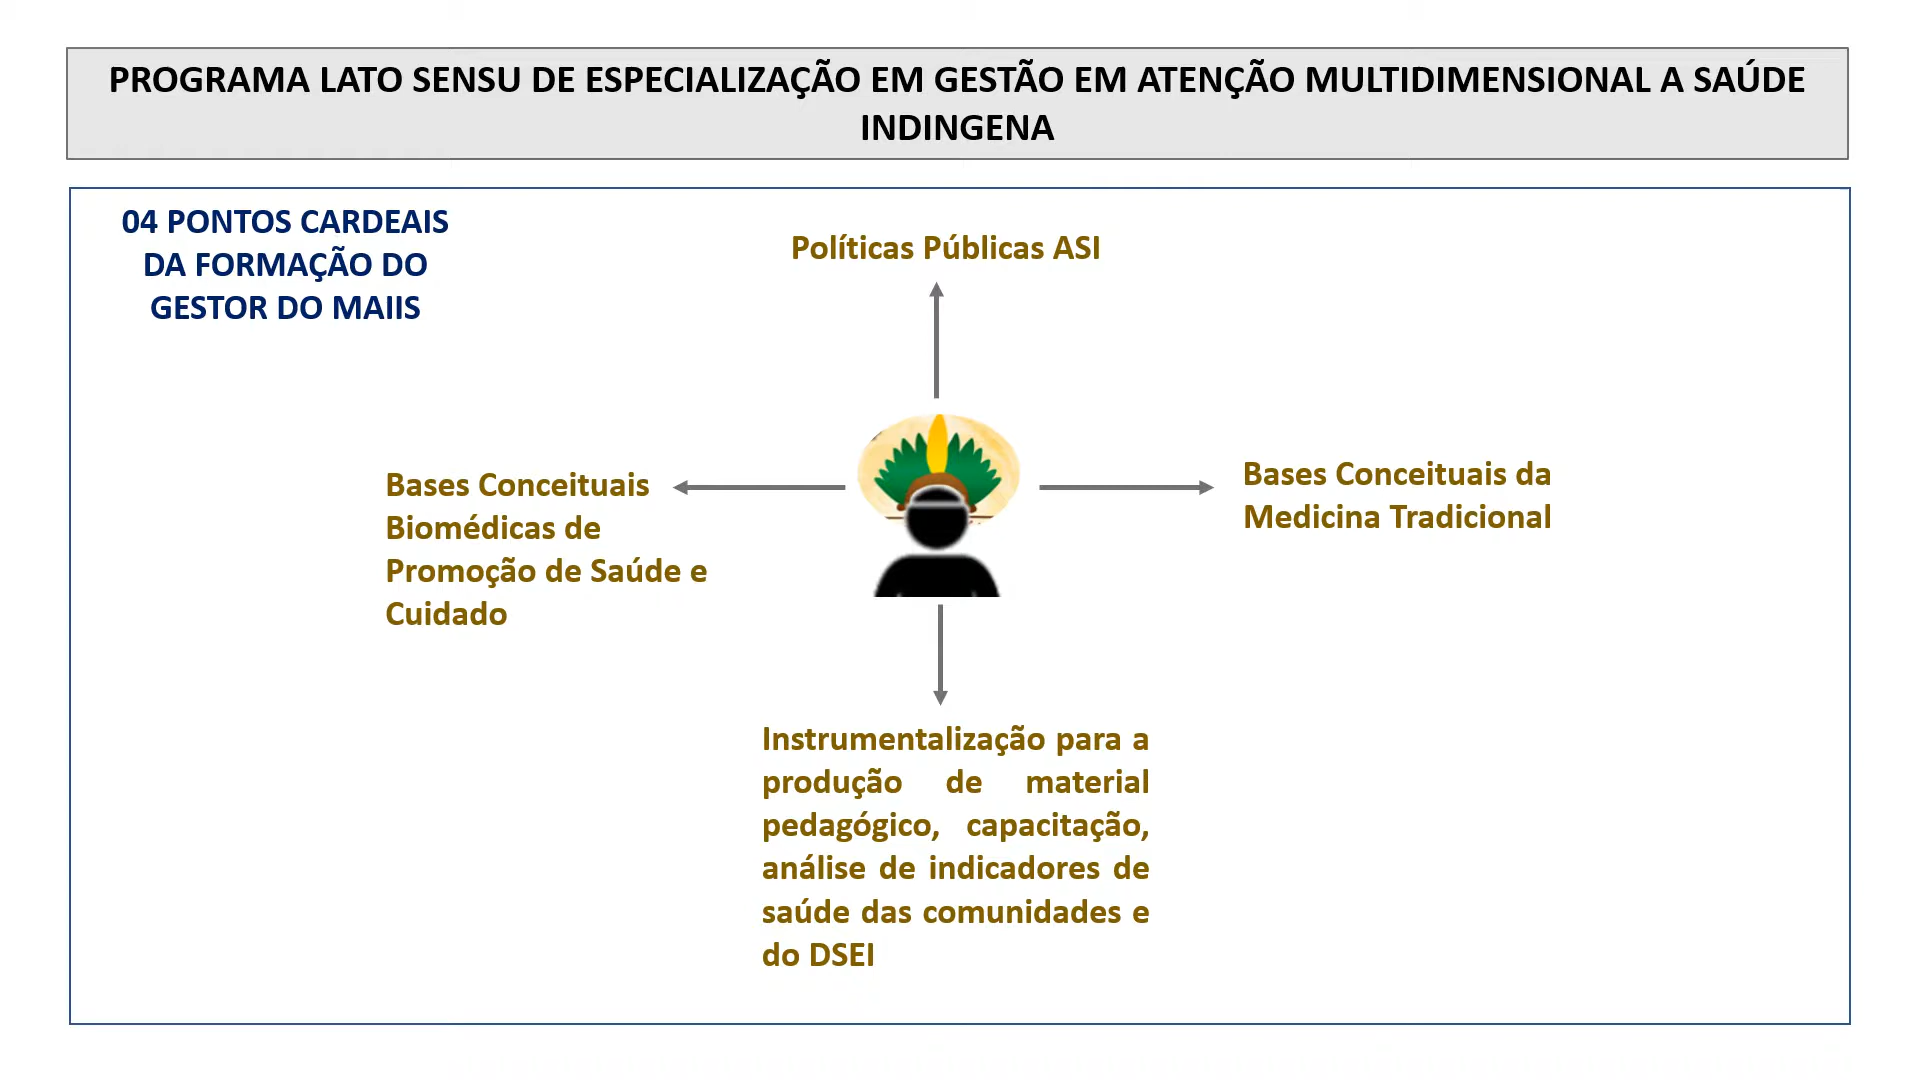 PROGRAMA LATO SENSU DE ESPECIALIZAÇÃO EM GESTÃO EM ATENÇÃO MULTIDIMENSIONAL A SAÚDE
INDINGENA
04 PONTOS CARDEAIS
DA FORMAÇÃO DO
GESTOR DO MAIIS
Políticas Públicas ASI
Bases Conceituais
Biomédicas de
Promoção de Saúde e
Cuidado
Bases Conceituais da
Medicina Tradicional
Instrumentalização para a
produção de material
pedagógico, capacitação,
análise de indicadores de
saúde das comunidades e
do DSEI